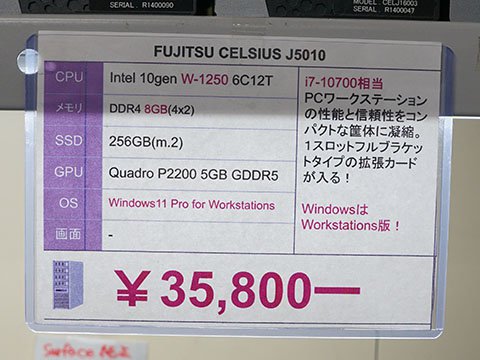 SERIAL : R1400090
MODEL : CELJ16003
SERIAL : R1400047
FUJITSU CELSIUS J5010
CPU Intel 10gen W-1250 6C12T
メモリ DDR4 8GB(4x2)
SSD 256GB(m.2)
GPU Quadro P2200 5GB GDDR5
OS Windows11 Pro for Workstations
画面 -
i7-10700相当
PCワークステーション
の性能と信頼性をコン
パクトな筐体に凝縮。
1スロットフルブラケッ
トタイプの拡張カード
が入る！
Windowsは
Workstations版！
￥35,800ー
Surface